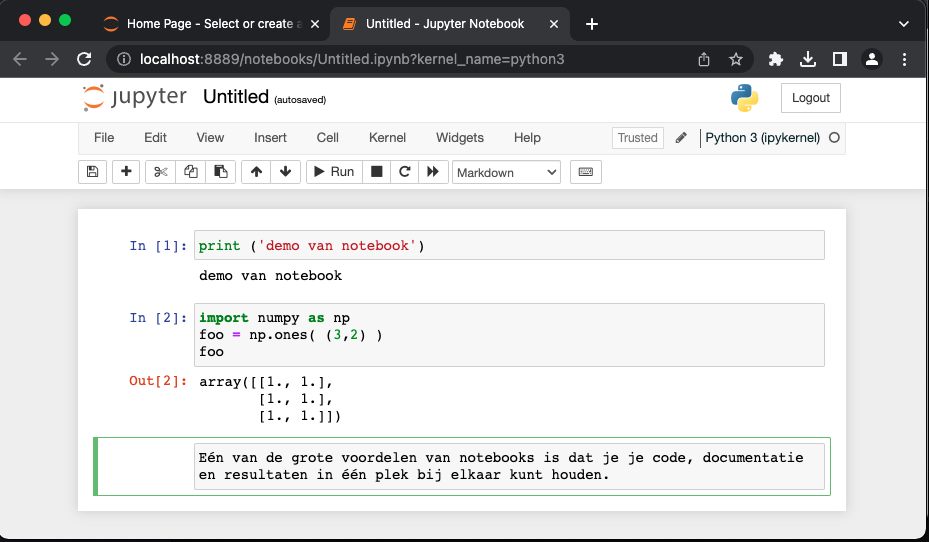 Home Page - Select or create a
Untitled - Jupyter Notebook
localhost:8889/notebooks/Untitled.ipynb?kernel_name=python3
jupyter Untitled (autosaved)
Logout
File Edit View Insert Cell Kernel Widgets Help
Trusted
Python 3 (ipykernel)
Run
Markdown
In [1]: print ('demo van notebook')
demo van notebook
In [2]: import numpy as np
foo = np.ones( (3,2) )
foo
Out[2]: array([[1., 1.],
[1., 1.],
[1., 1.]])
Eén van de grote voordelen van notebooks is dat je je code, documentatie
en resultaten in één plek bij elkaar kunt houden.